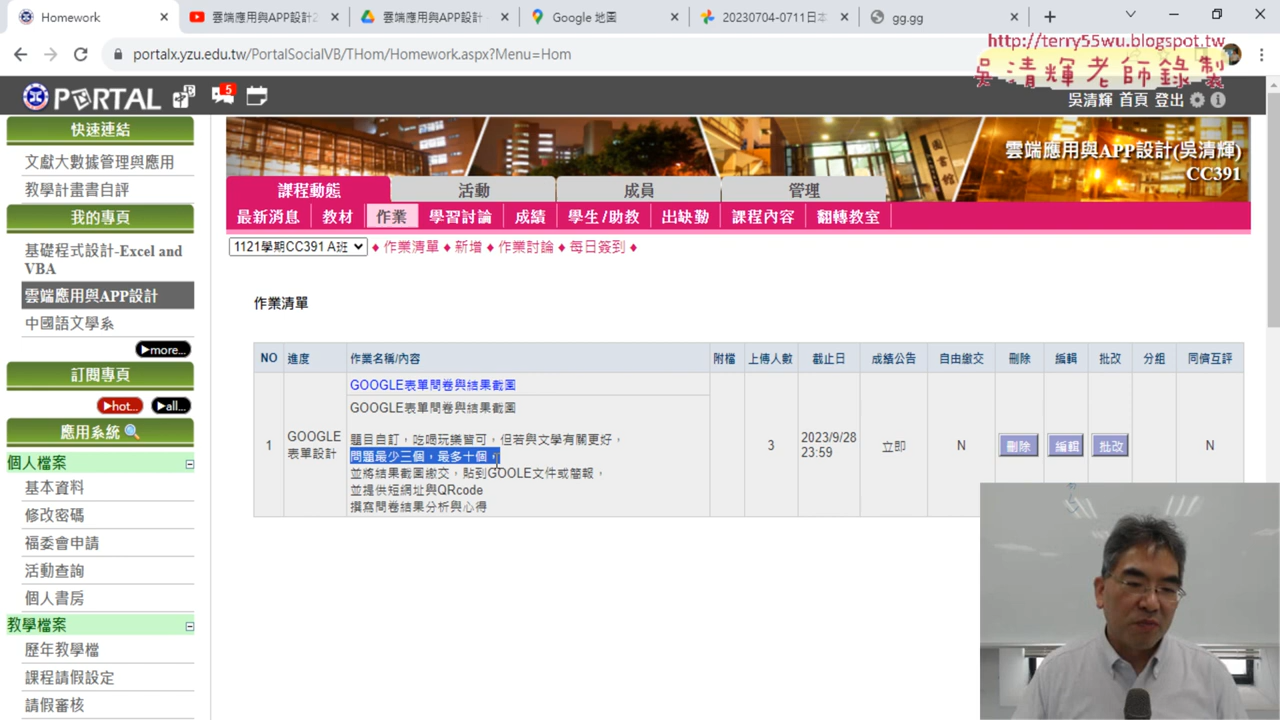 Homework
雲端應用與APP設計2
雲端應用與APP設計
Google 地圖
20230704-0711日本
gg.gg
portalx.yzu.edu.tw/PortalSocialVB/THom/Homework.aspx?Menu=Hom
http://terry55wu.blogspot.tw
吳清輝老師錄製
PORTAL
5
吳清輝 首頁 登出
快速連結
文獻大數據管理與應用
教學計畫書自評
我的專頁
基礎程式設計-Excel and
VBA
雲端應用與APP設計
中國語文學系
▶more...
訂閱專頁
▶hot...
▶all...
應用系統
個人檔案
基本資料
修改密碼
福委會申請
活動查詢
個人書房
教學檔案
歷年教學檔
課程請假設定
請假審核
圖書館
雲端應用與APP設計(吳清輝)
CC391
課程動態 活動 成員 管理
最新消息 教材 作業 學習討論 成績 學生/助教 出缺勤 課程內容 翻轉教室
1121學期CC391 A班 ♦ 作業清單 ♦ 新增 ♦ 作業討論 ♦ 每日簽到 ♦
作業清單
NO 進度 作業名稱/內容 附檔 上傳人數 截止日 成績公告 自由繳交 刪除 編輯 批改 分組 同儕互評
1
GOOGLE
表單設計
GOOGLE表單問卷與結果截圖
GOOGLE表單問卷與結果截圖
題目自訂，吃喝玩樂皆可，但若與文學有關更好，
問題最少三個，最多十個，
並將結果截圖繳交，貼到GOOLE文件或簡報，
並提供短網址與QRcode
撰寫問卷結果分析與心得
3
2023/9/28
23:59
立即
N
刪除
編輯
批改
N